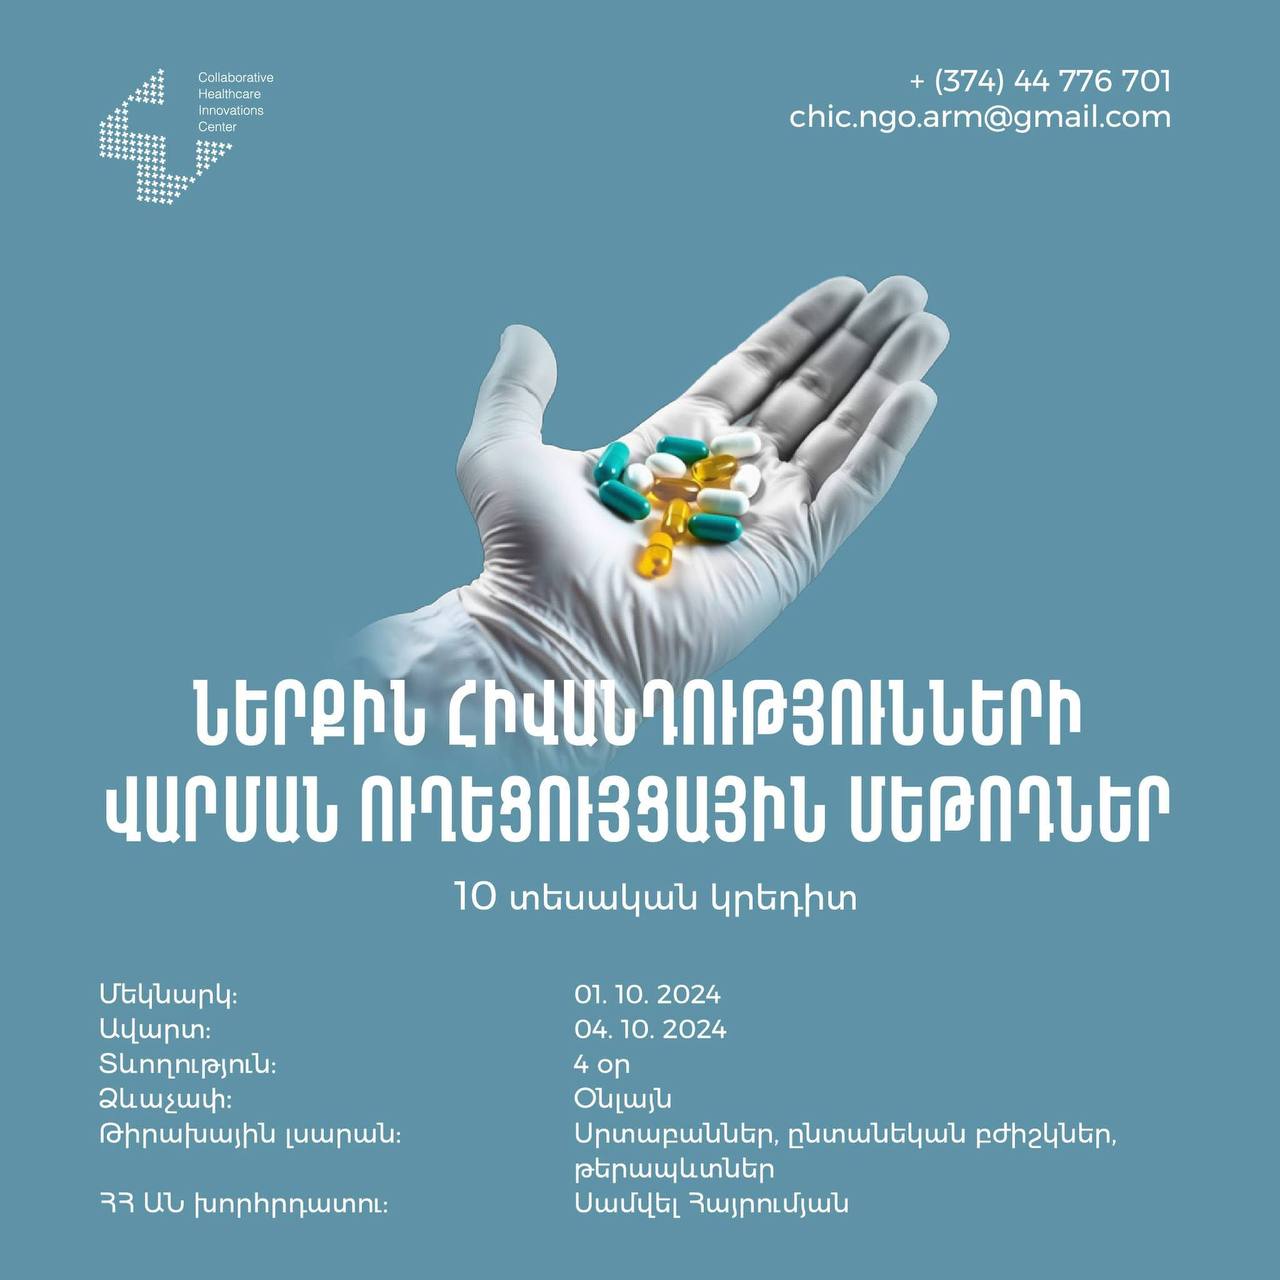 Collaborative
Healthcare
Innovations
Center
+ (374) 44 776 701
chic.ngo.arm@gmail.com
ՆԵՐՔԻՆ ՀԻՎԱՆԴՈՒԹՅՈՒՆՆԵՐԻ
ՎԱՐՄԱՆ ՈՒՂԵՑՈՒՅՑԱՅԻՆ ՄԵԹՈԴՆԵՐ
10 տեսական կրեդիտ
Մեկնարկ: 01. 10. 2024
Ավարտ: 04. 10. 2024
Տևողություն: 4 օր
Ձևաչափ: Օնլայն
Թիրախային լսարան: Սրտաբաններ, ընտանեկան բժիշկներ,
թերապևտներ
ՀՀ ԱՆ խորհրդատու: Սամվել Հայրումյան